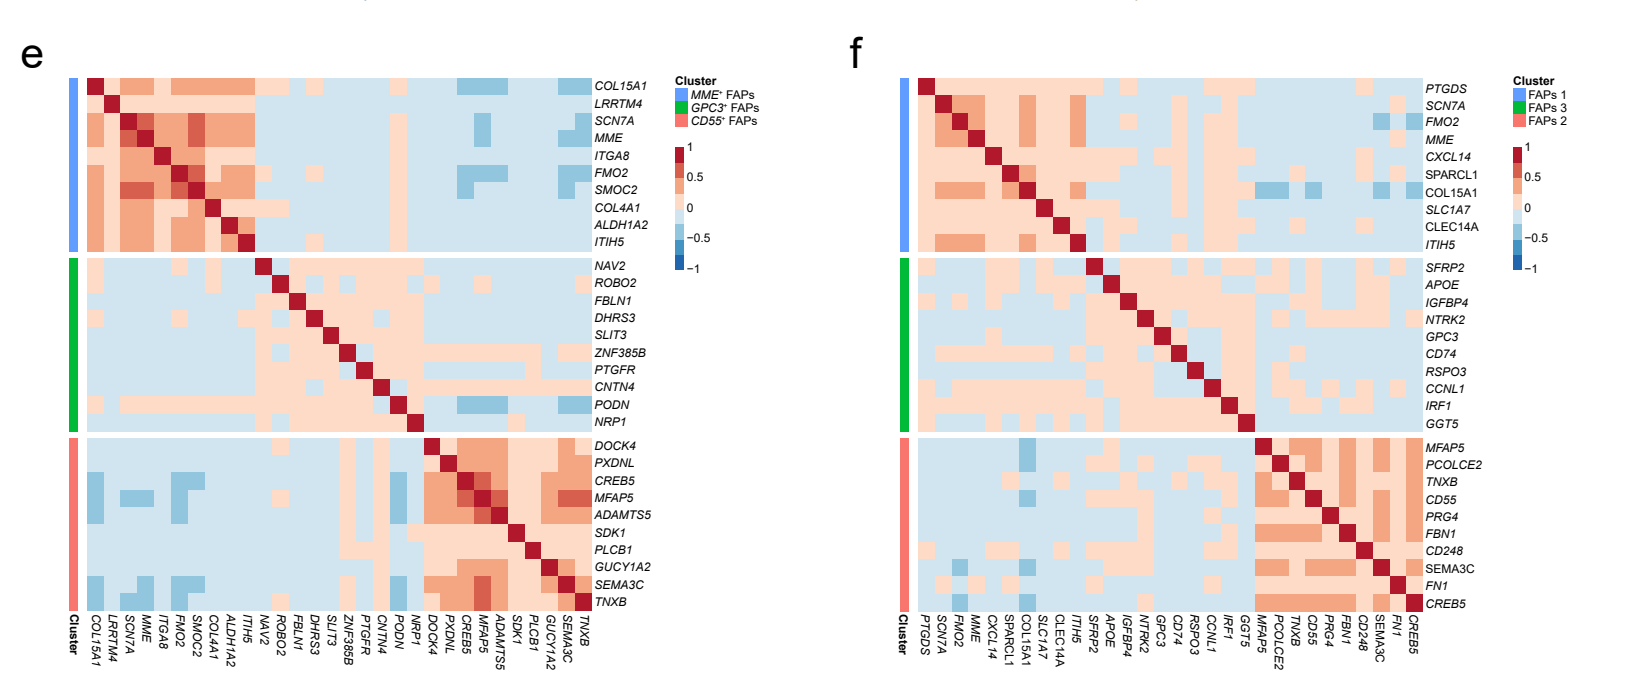 e
Cluster
MME⁺ FAPs
GPC3⁺ FAPs
CD55⁺ FAPs
1
0.5
0
−0.5
−1
COL15A1
LRRTM4
SCN7A
MME
ITGA8
FMO2
SMOC2
COL4A1
ALDH1A2
ITIH5
NAV2
ROBO2
FBLN1
DHRS3
SLIT3
ZNF385B
PTGFR
CNTN4
PODN
NRP1
DOCK4
PXDNL
CREB5
MFAP5
ADAMTS5
SDK1
PLCB1
GUCY1A2
SEMA3C
TNXB
Cluster
COL15A1
LRRTM4
SCN7A
MME
ITGA8
FMO2
SMOC2
COL4A1
ALDH1A2
ITIH5
NAV2
ROBO2
FBLN1
DHRS3
SLIT3
ZNF385B
PTGFR
CNTN4
PODN
NRP1
DOCK4
PXDNL
CREB5
MFAP5
ADAMTS5
SDK1
PLCB1
GUCY1A2
SEMA3C
TNXB
f
Cluster
FAPs 1
FAPs 3
FAPs 2
1
0.5
0
−0.5
−1
PTGDS
SCN7A
FMO2
MME
CXCL14
SPARCL1
COL15A1
SLC1A7
CLEC14A
ITIH5
SFRP2
APOE
IGFBP4
NTRK2
GPC3
CD74
RSPO3
CCNL1
IRF1
GGT5
MFAP5
PCOLCE2
TNXB
CD55
PRG4
FBN1
CD248
SEMA3C
FN1
CREB5
Cluster
PTGDS
SCN7A
FMO2
MME
CXCL14
SPARCL1
COL15A1
SLC1A7
CLEC14A
ITIH5
SFRP2
APOE
IGFBP4
NTRK2
GPC3
CD74
RSPO3
CCNL1
IRF1
GGT5
MFAP5
PCOLCE2
TNXB
CD55
PRG4
FBN1
CD248
SEMA3C
FN1
CREB5